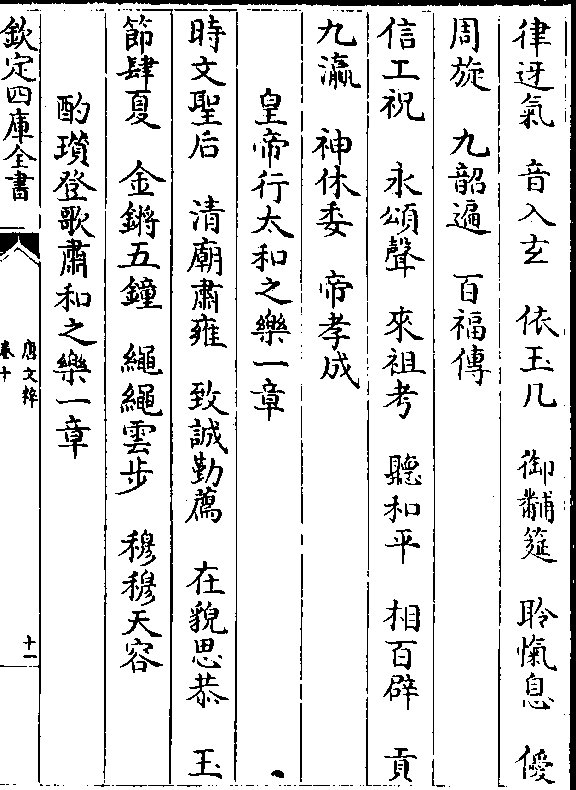 律迓氣　音入玄　依玉几　御黼筵　聆愾息　僾
周旋　九韶遍　百福傳
信工祝　永頌聲　來祖考　聽和平　相百辟　貢
九瀛　神休委　帝孝成
皇帝行太和之樂一章
時文聖后　清廟肅雍　致誠勤薦　在貌思恭　玉
節肆夏　金鏘五鐘　繩繩雲步　穆穆天容
酌瓚登歌肅和之樂一章
欽定四庫全書
唐文粹
卷十
十一